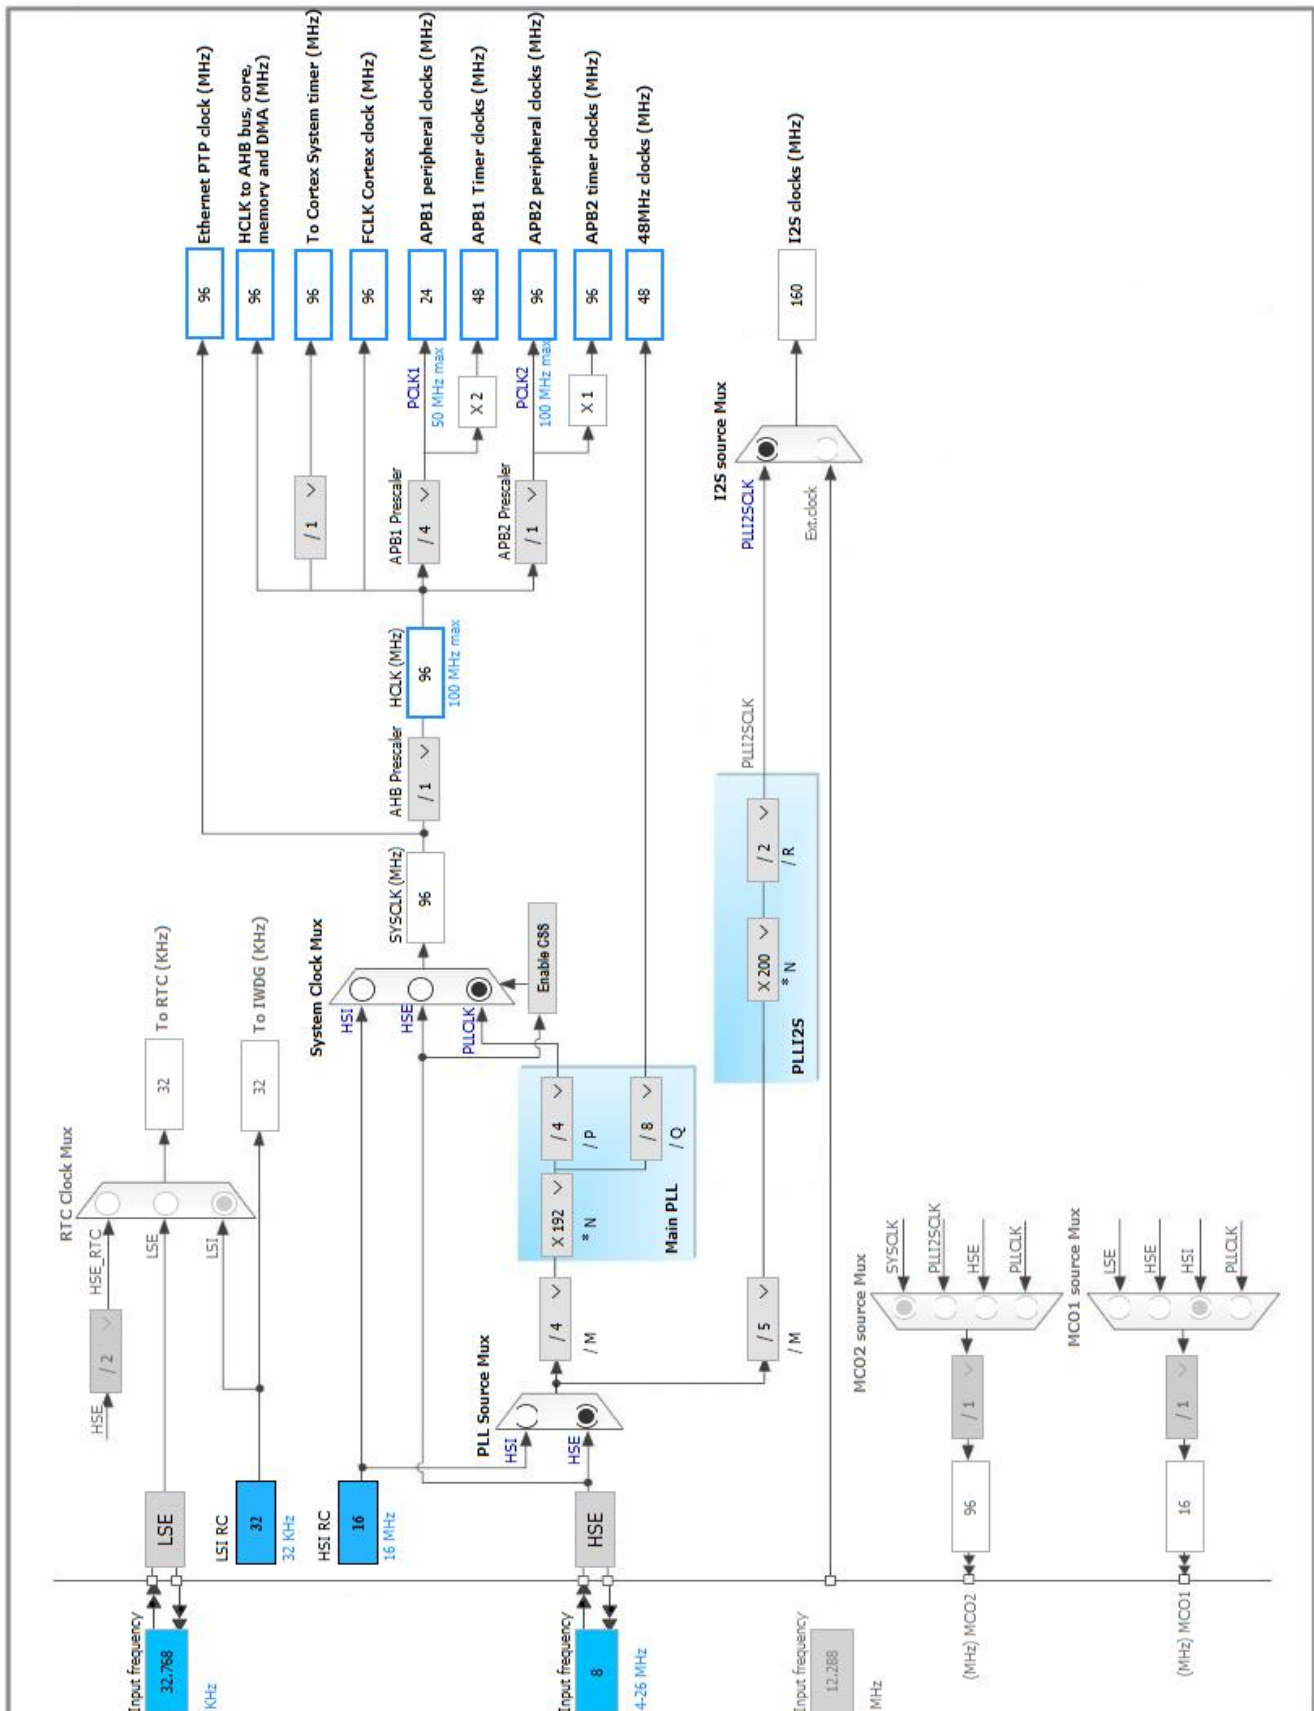 Input frequency
32.768
KHz
LSE
LSI RC
32
32 KHz
HSI RC
16
16 MHz
Input frequency
8
4-26 MHz
HSE
Input frequency
12.288
MHz
HSE
/ 2
HSE_RTC
LSE
LSI
RTC Clock Mux
32
To RTC (KHz)
32
To IWDG (KHz)
PLL Source Mux
HSI
HSE
/ 4
/ M
X 192
* N
/ 4
/ P
/ 8
/ Q
Main PLL
/ 5
/ M
X 200
* N
/ 2
/ R
PLLI2S
PLLI2SCLK
System Clock Mux
HSI
HSE
PLLCLK
Enable CSS
SYSCLK (MHz)
96
AHB Prescaler
/ 1
HCLK (MHz)
96
100 MHz max
/ 1
APB1 Prescaler
/ 4
PCLK1
50 MHz max
X 2
APB2 Prescaler
/ 1
PCLK2
100 MHz max
X 1
96
Ethernet PTP clock (MHz)
96
HCLK to AHB bus, core,
memory and DMA (MHz)
96
To Cortex System timer (MHz)
96
FCLK Cortex clock (MHz)
24
APB1 peripheral clocks (MHz)
48
APB1 Timer clocks (MHz)
96
APB2 peripheral clocks (MHz)
96
APB2 timer clocks (MHz)
48
48MHz clocks (MHz)
I2S source Mux
PLLI2SCLK
Ext.clock
160
I2S clocks (MHz)
MCO2 source Mux
SYSCLK
PLLI2SCLK
HSE
PLLCLK
/ 1
96
(MHz) MCO2
MCO1 source Mux
LSE
HSE
HSI
PLLCLK
/ 1
16
(MHz) MCO1